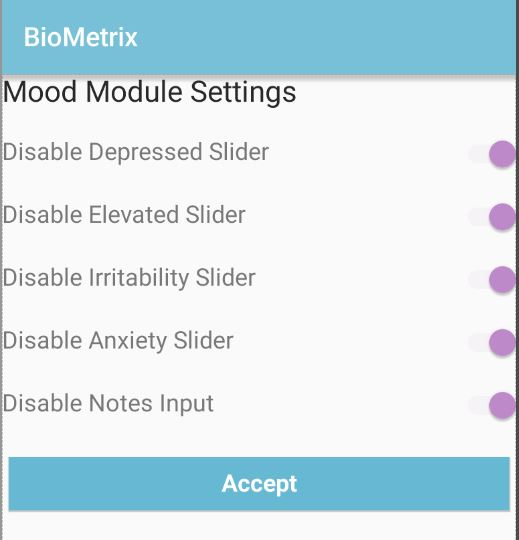 BioMetrix
Mood Module Settings
Disable Depressed Slider
Disable Elevated Slider
Disable Irritability Slider
Disable Anxiety Slider
Disable Notes Input
Accept